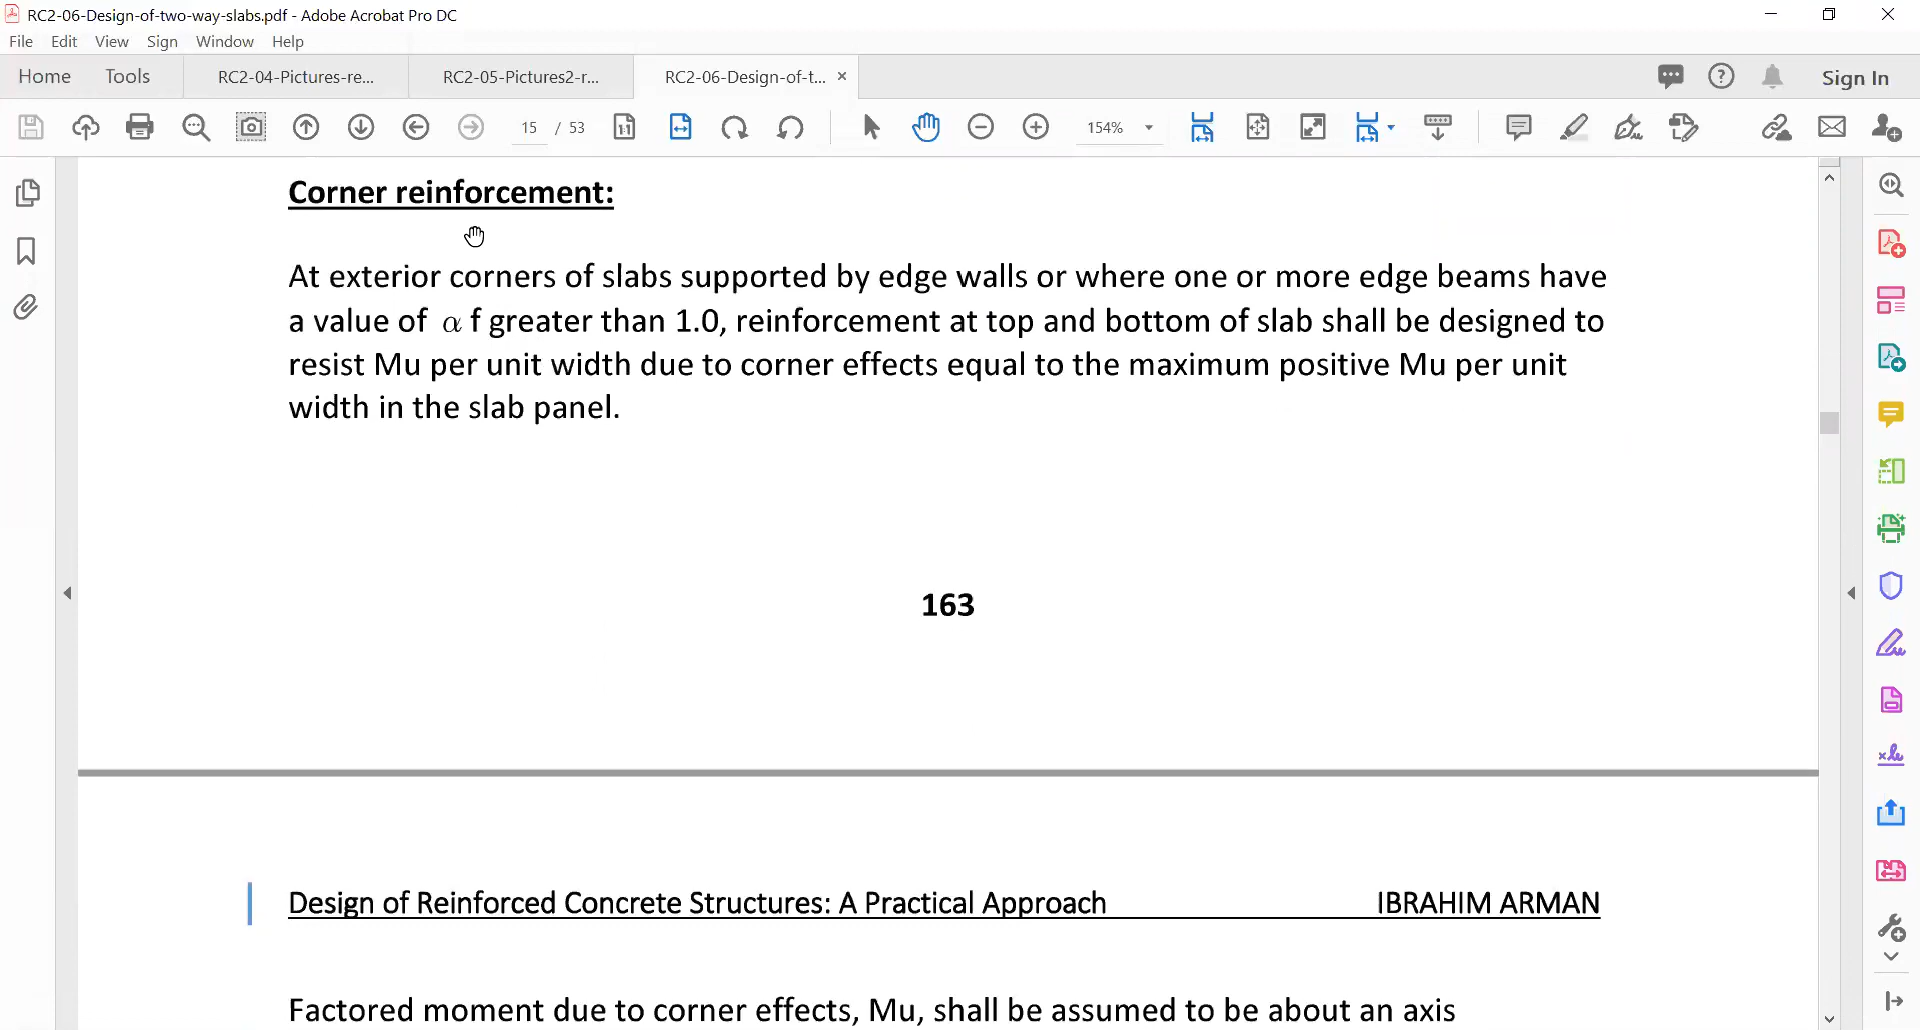 RC2-06-Design-of-two-way-slabs.pdf - Adobe Acrobat Pro DC
File Edit View Sign Window Help
Home Tools RC2-04-Pictures-re... RC2-05-Pictures2-r... RC2-06-Design-of-t... × Sign In
15 / 53 154%
Corner reinforcement:
At exterior corners of slabs supported by edge walls or where one or more edge beams have
a value of α f greater than 1.0, reinforcement at top and bottom of slab shall be designed to
resist Mu per unit width due to corner effects equal to the maximum positive Mu per unit
width in the slab panel.
163
Design of Reinforced Concrete Structures: A Practical Approach IBRAHIM ARMAN
Factored moment due to corner effects, Mu, shall be assumed to be about an axis